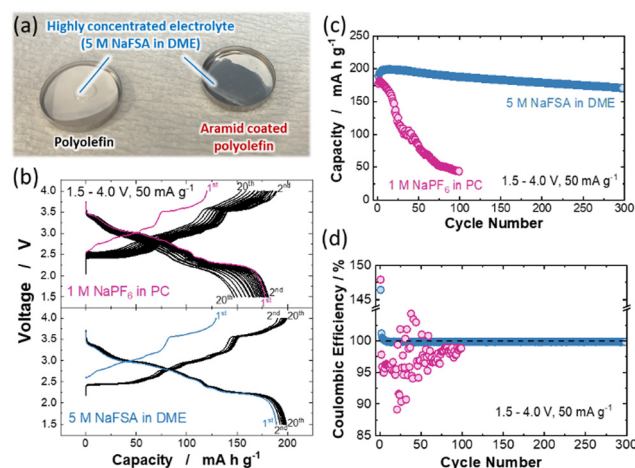 (a)
Highly concentrated electrolyte
(5 M NaFSA in DME)
Polyolefin
Aramid coated
polyolefin
(b)
1.5 - 4.0 V, 50 mA g⁻¹
1st
20th
2nd
4.0
3.5
3.0
2.5
2.0
1.5
20th
2nd
1st
1 M NaPF₆ in PC
4.0
3.5
3.0
2.5
2.0
1.5
1st
20th
2nd
20th
2nd
1st
5 M NaFSA in DME
0 50 100 150 200
Voltage / V
Capacity / mA h g⁻¹
(c)
Capacity / mA h g⁻¹
250
200
150
100
50
0
5 M NaFSA in DME
1 M NaPF₆ in PC
1.5 - 4.0 V, 50 mA g⁻¹
0 50 100 150 200 250 300
Cycle Number
(d)
Coulombic Efficiency / %
150
145
105
100
95
90
85
1.5 - 4.0 V, 50 mA g⁻¹
0 50 100 150 200 250 300
Cycle Number